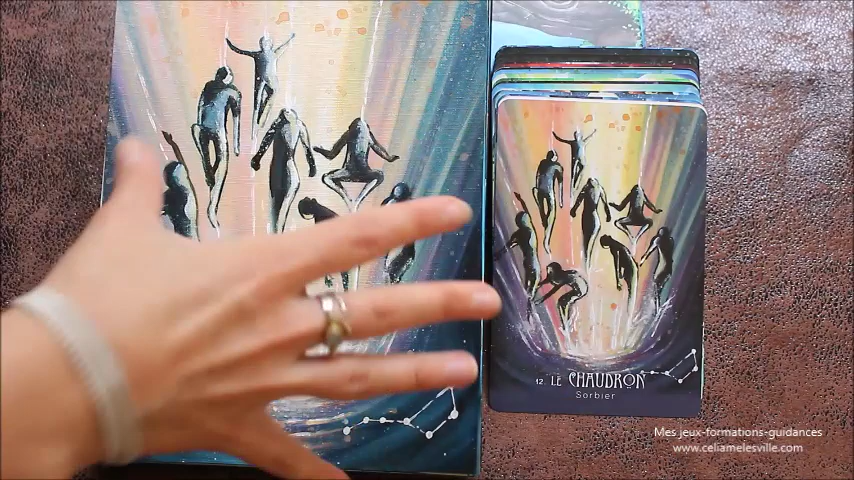 12. LE CHAUDRON
Sorbier
Mes jeux-formations-guidances
www.celiamelesville.com